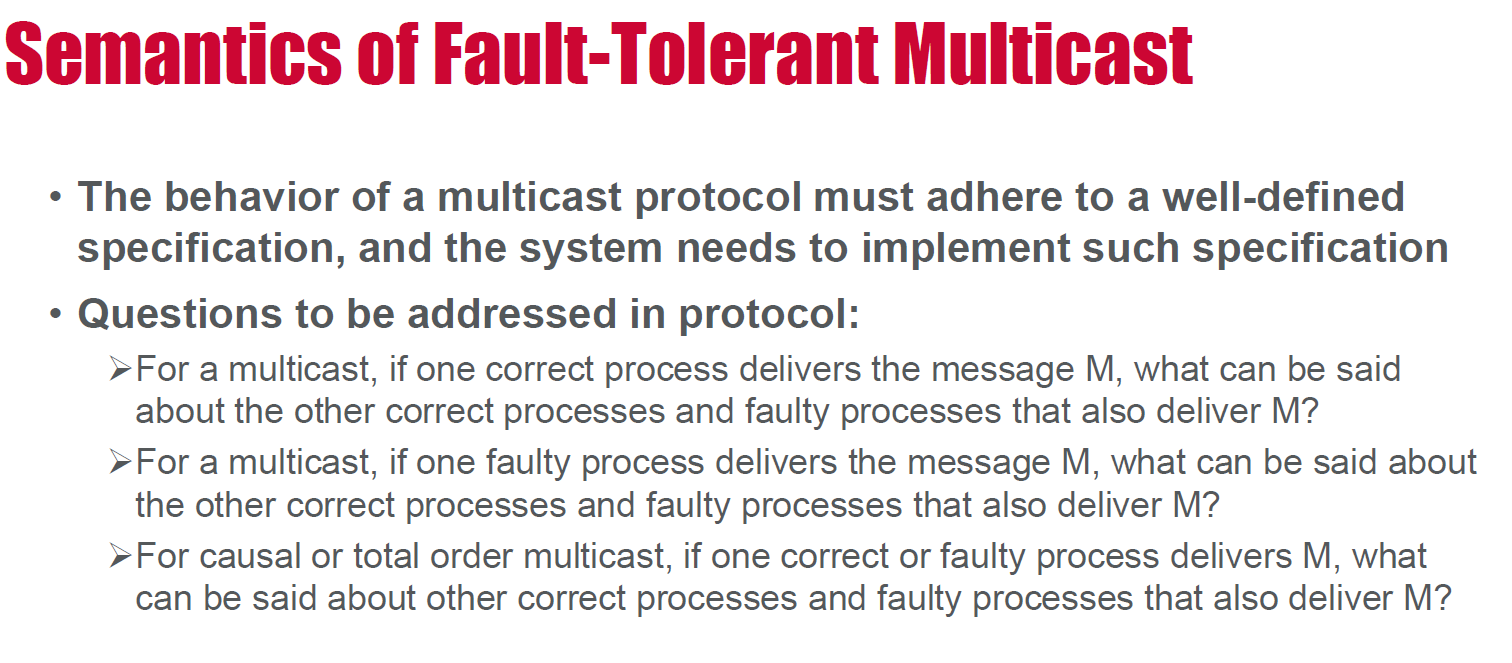 Semantics of Fault-Tolerant Multicast
• The behavior of a multicast protocol must adhere to a well-defined
specification, and the system needs to implement such specification
• Questions to be addressed in protocol:
➢For a multicast, if one correct process delivers the message M, what can be said
about the other correct processes and faulty processes that also deliver M?
➢For a multicast, if one faulty process delivers the message M, what can be said about
the other correct processes and faulty processes that also deliver M?
➢For causal or total order multicast, if one correct or faulty process delivers M, what
can be said about other correct processes and faulty processes that also deliver M?